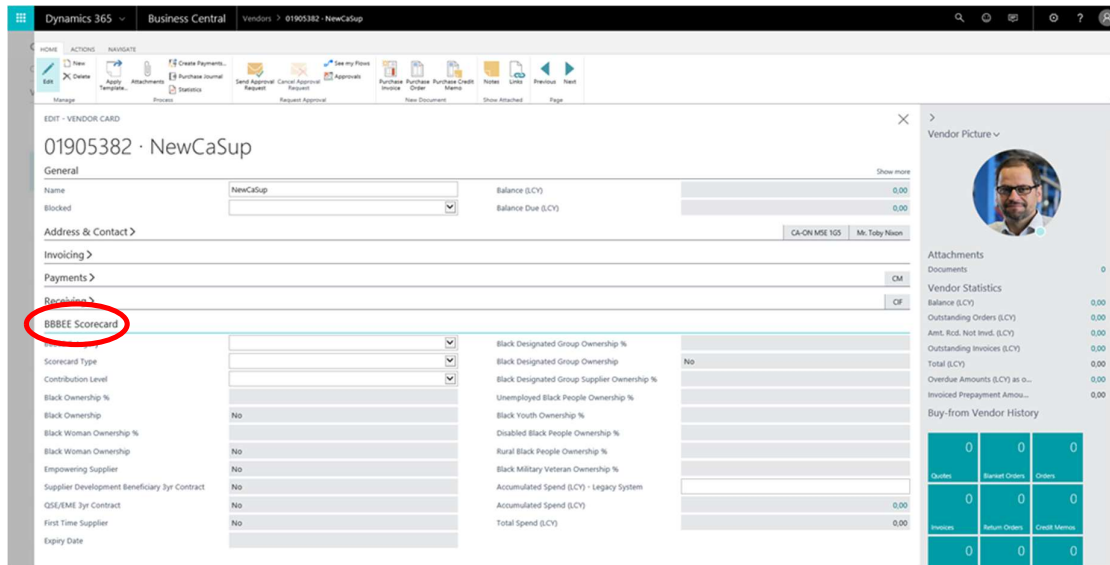 Dynamics 365 Business Central Vendors > 01905382 · NewCaSup ?
HOME ACTIONS NAVIGATE
New Create Payments... See my Flows
Edit Delete Apply Template... Attachments Purchase Journal Send Approval Request Cancel Approval Request Approvals Purchase Invoice Purchase Order Purchase Credit Memo Notes Links Previous Next
Statistics
Manage Process Request Approval New Document Show Attached Page
EDIT - VENDOR CARD
01905382 · NewCaSup
General Show more
Name NewCaSup Balance (LCY) 0,00
Blocked Balance Due (LCY) 0,00
Address & Contact > CA-ON M5E 1G5 Mr. Toby Nixon
Invoicing >
Payments > CM
Receiving > CIF
BBBEE Scorecard
Black Designated Group Ownership %
Scorecard Type Black Designated Group Ownership No
Contribution Level Black Designated Group Supplier Ownership %
Black Ownership % Unemployed Black People Ownership %
Black Ownership No Black Youth Ownership %
Black Woman Ownership % Disabled Black People Ownership %
Black Woman Ownership No Rural Black People Ownership %
Empowering Supplier No Black Military Veteran Ownership %
Supplier Development Beneficiary 3yr Contract No Accumulated Spend (LCY) - Legacy System
QSE/EME 3yr Contract No Accumulated Spend (LCY) 0,00
First Time Supplier No Total Spend (LCY) 0,00
Expiry Date
Vendor Picture
Attachments
Documents 0
Vendor Statistics
Balance (LCY) 0,00
Outstanding Orders (LCY) 0,00
Amt. Rcd. Not Invd. (LCY) 0,00
Outstanding Invoices (LCY) 0,00
Total (LCY) 0,00
Overdue Amounts (LCY) as o... 0,00
Invoiced Prepayment Amou... 0,00
Buy-from Vendor History
0 0 0
Quotes Blanket Orders Orders
0 0 0
Invoices Return Orders Credit Memos
0 0 0